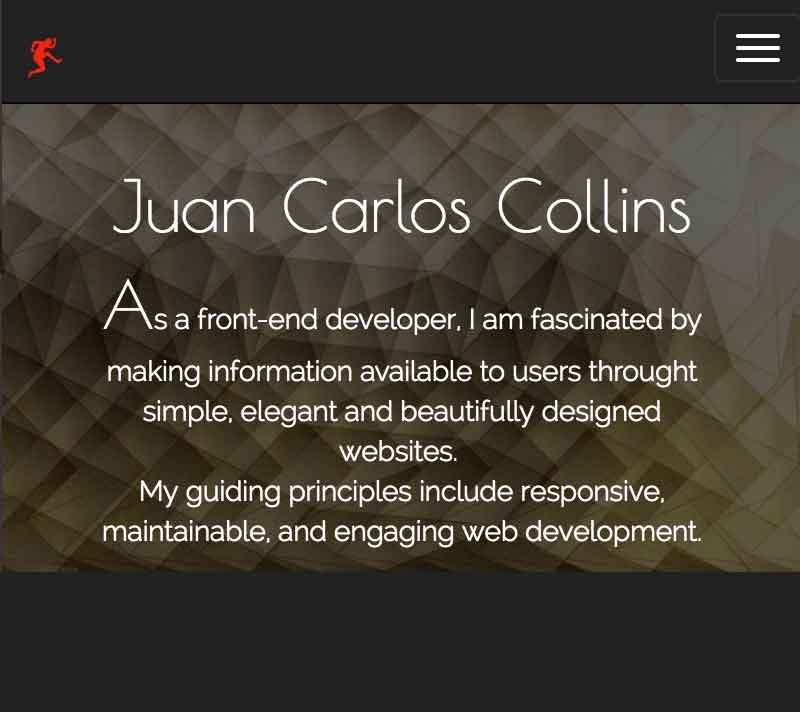 Juan Carlos Collins
As a front-end developer, I am fascinated by
making information available to users throught
simple, elegant and beautifully designed
websites.
My guiding principles include responsive,
maintainable, and engaging web development.